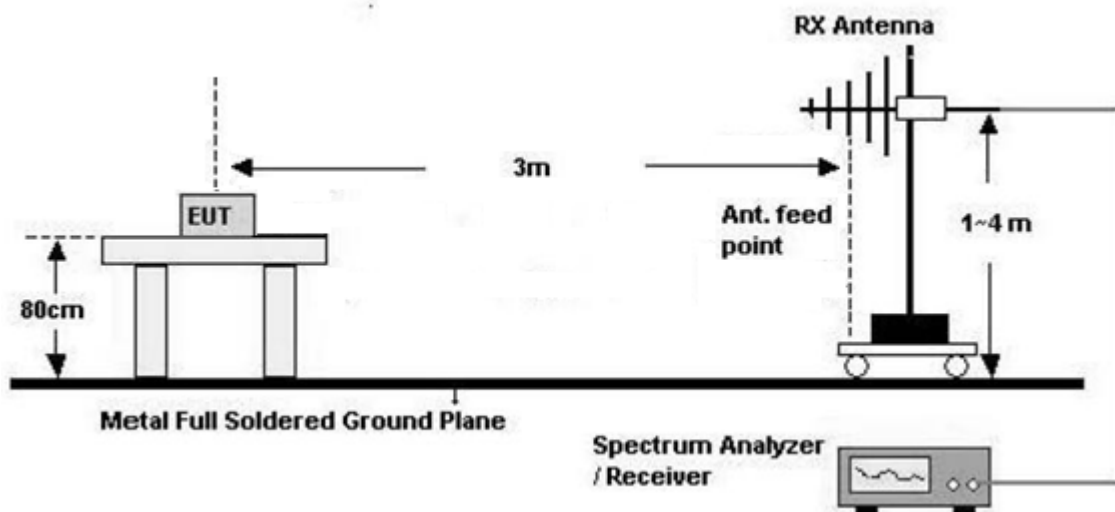 RX Antenna
3m
EUT
Ant. feed
point
1~4 m
80cm
Metal Full Soldered Ground Plane
Spectrum Analyzer
/ Receiver